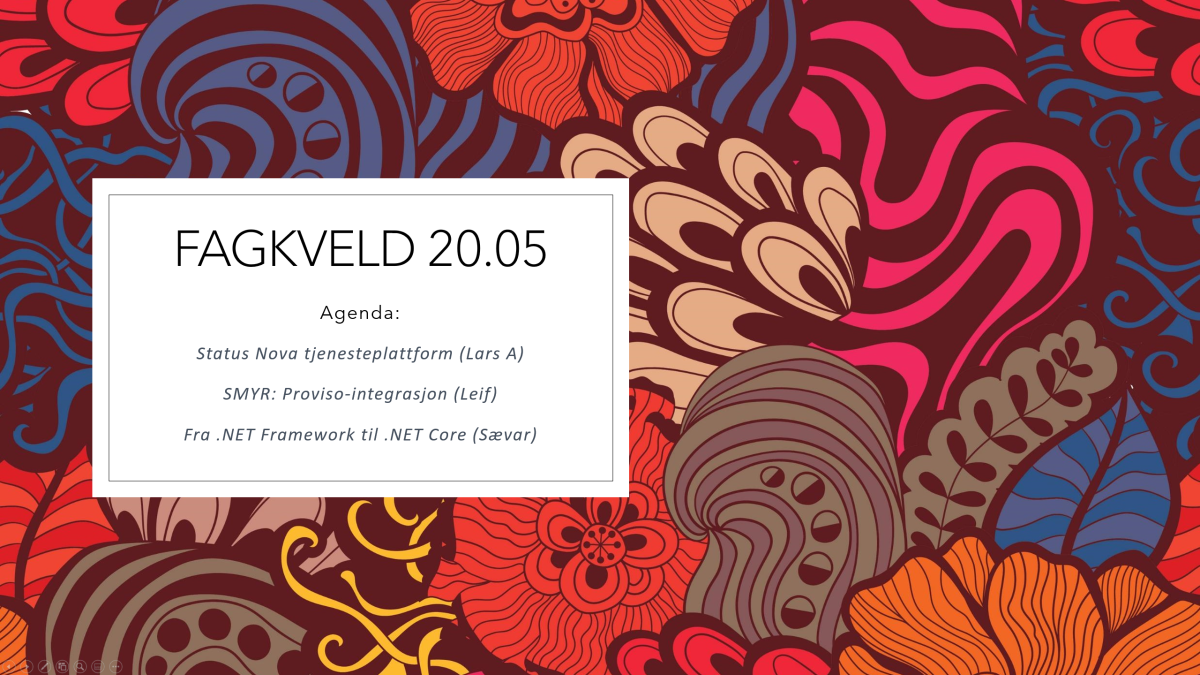 FAGKVELD 20.05
Agenda:
Status Nova tjenesteplattform (Lars A)
SMYR: Proviso-integrasjon (Leif)
Fra .NET Framework til .NET Core (Sævar)